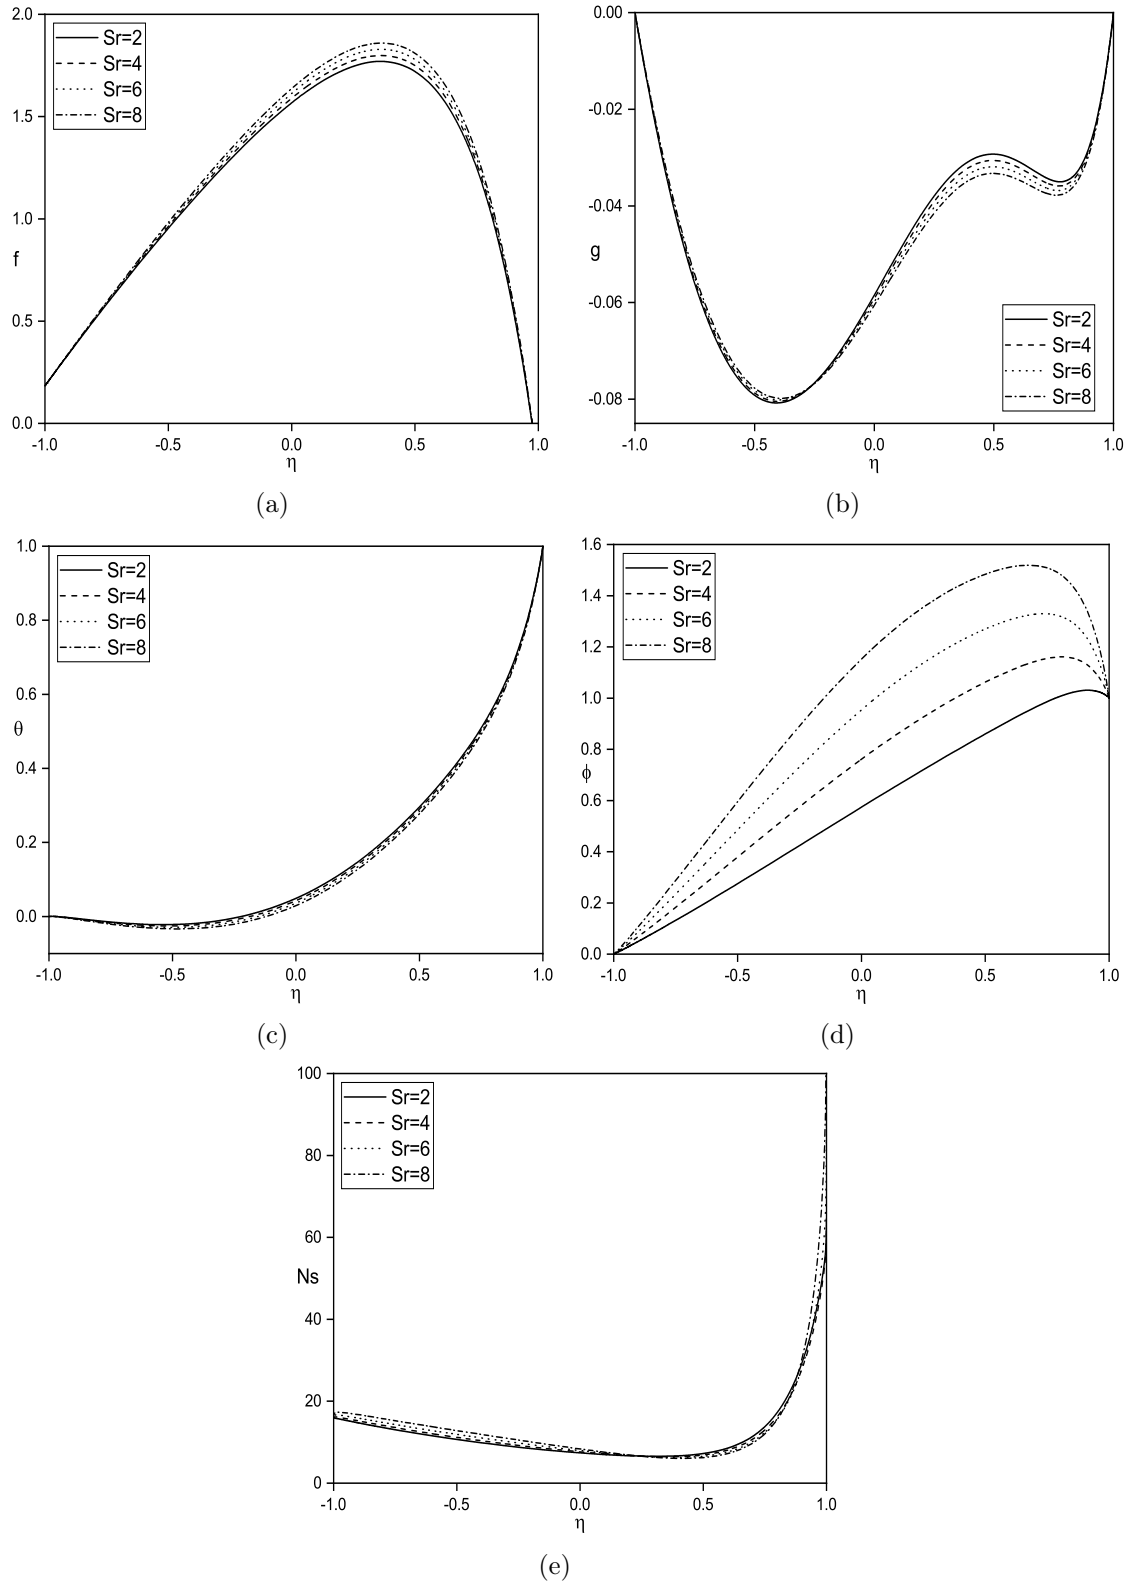 2.0
1.5
1.0
0.5
0.0
f
Sr=2
Sr=4
Sr=6
Sr=8
-1.0 -0.5 0.0 0.5 1.0
η
(a)
0.00
-0.02
-0.04
-0.06
-0.08
g
Sr=2
Sr=4
Sr=6
Sr=8
-1.0 -0.5 0.0 0.5 1.0
η
(b)
1.0
0.8
0.6
0.4
0.2
0.0
θ
Sr=2
Sr=4
Sr=6
Sr=8
-1.0 -0.5 0.0 0.5 1.0
η
(c)
1.6
1.4
1.2
1.0
0.8
0.6
0.4
0.2
0.0
ϕ
Sr=2
Sr=4
Sr=6
Sr=8
-1.0 -0.5 0.0 0.5 1.0
η
(d)
100
80
60
40
20
0
Ns
Sr=2
Sr=4
Sr=6
Sr=8
-1.0 -0.5 0.0 0.5 1.0
η
(e)